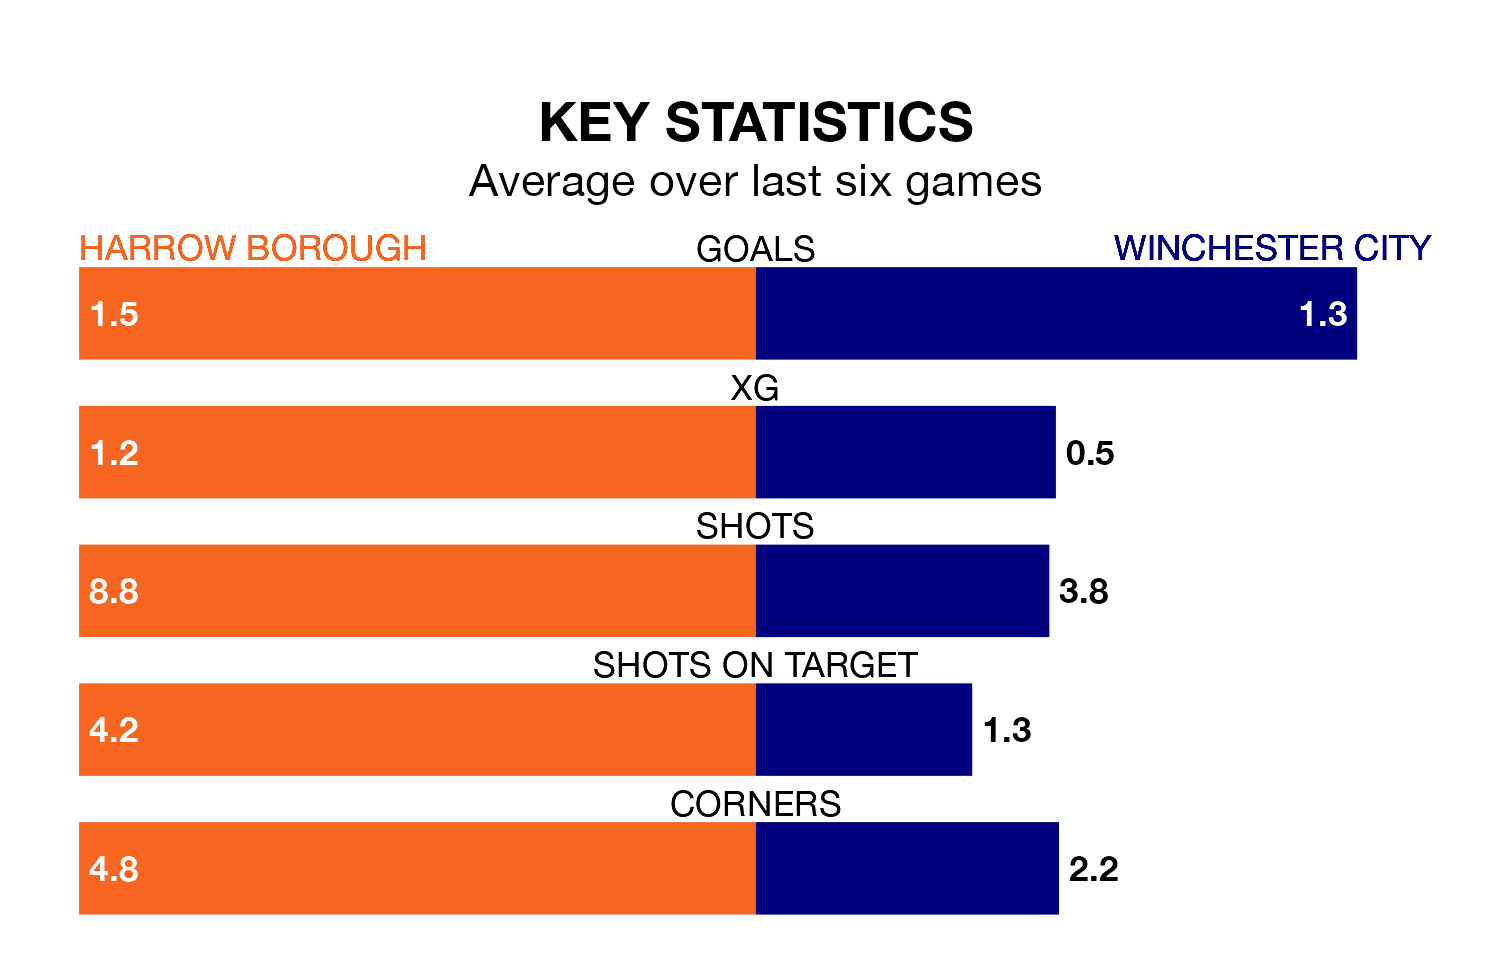 KEY STATISTICS
Average over last six games
HARROW BOROUGH GOALS WINCHESTER CITY
1.5 1.3
XG
1.2 0.5
SHOTS
8.8 3.8
SHOTS ON TARGET
4.2 1.3
CORNERS
4.8 2.2